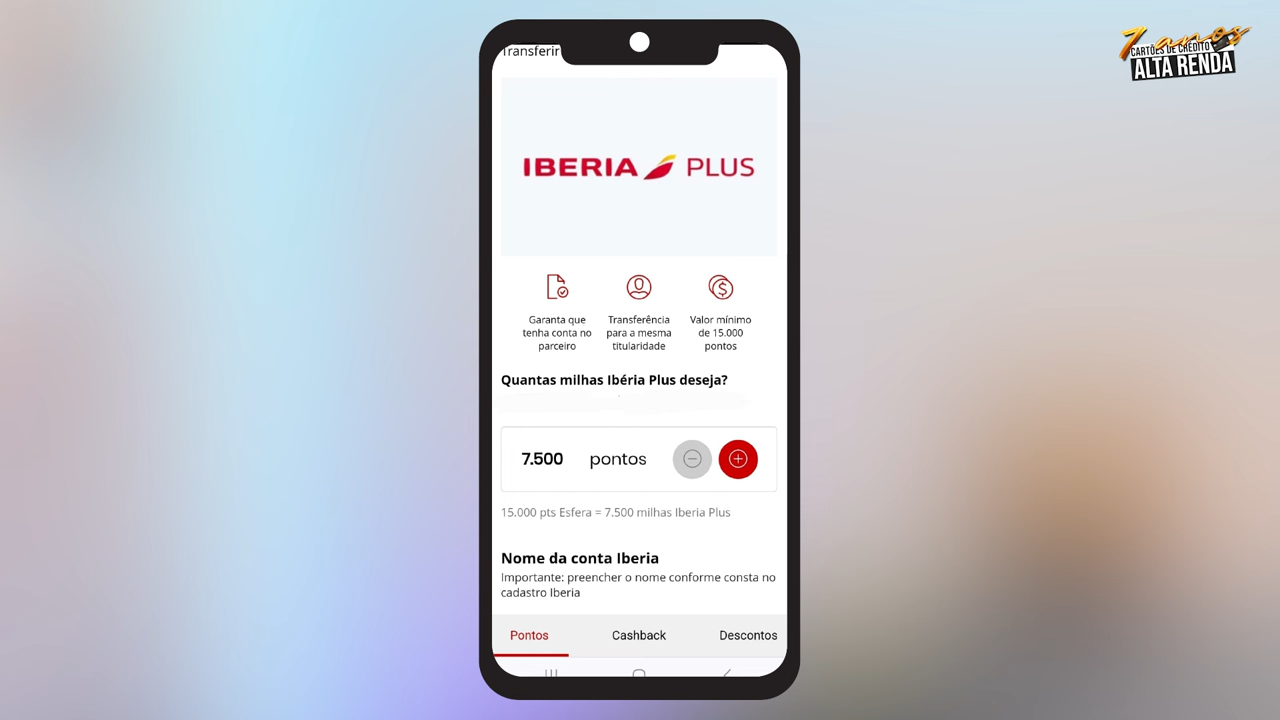 7 anos
CARTÕES DE CRÉDITO
ALTA RENDA
Transferir
IBERIA PLUS
Garanta que
tenha conta no
parceiro
Transferência
para a mesma
titularidade
Valor mínimo
de 15.000
pontos
Quantas milhas Ibéria Plus deseja?
7.500 pontos
15.000 pts Esfera = 7.500 milhas Iberia Plus
Nome da conta Iberia
Importante: preencher o nome conforme consta no
cadastro Iberia
Pontos Cashback Descontos